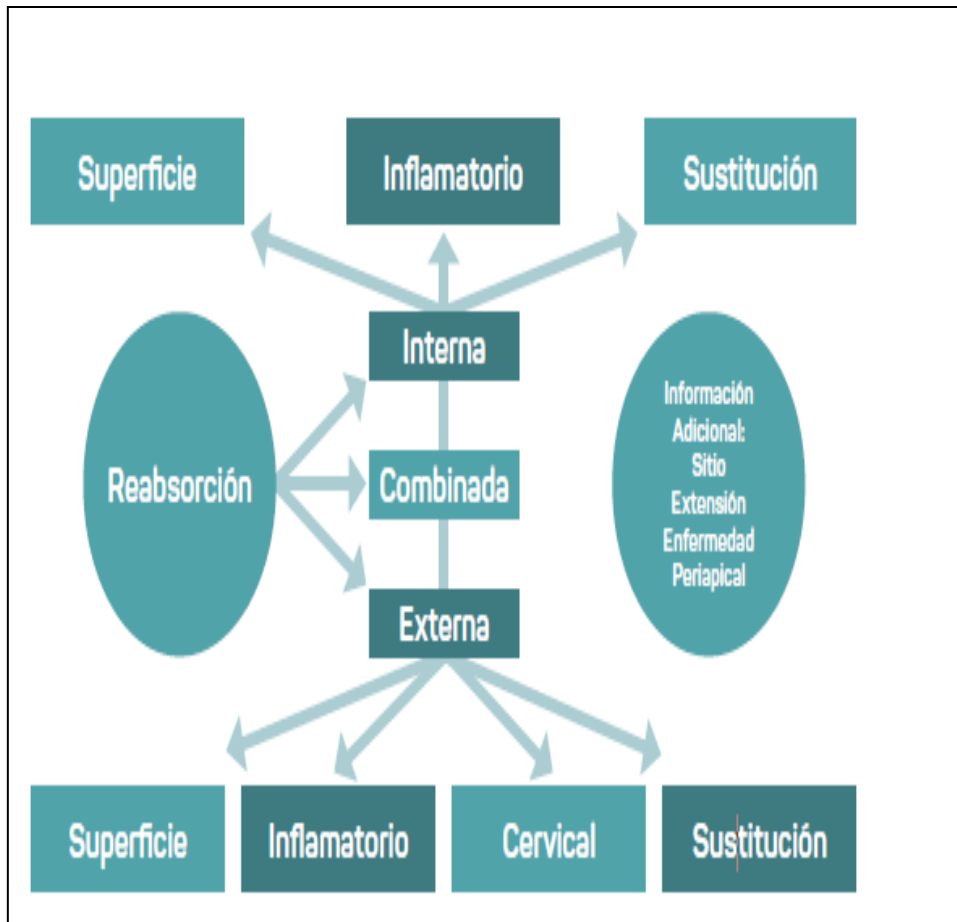 Superficie
Inflamatorio
Sustitución
Interna
Reabsorción
Combinada
Externa
Información
Adicional:
Sitio
Extensión
Enfermedad
Periapical
Superficie
Inflamatorio
Cervical
Sustitución